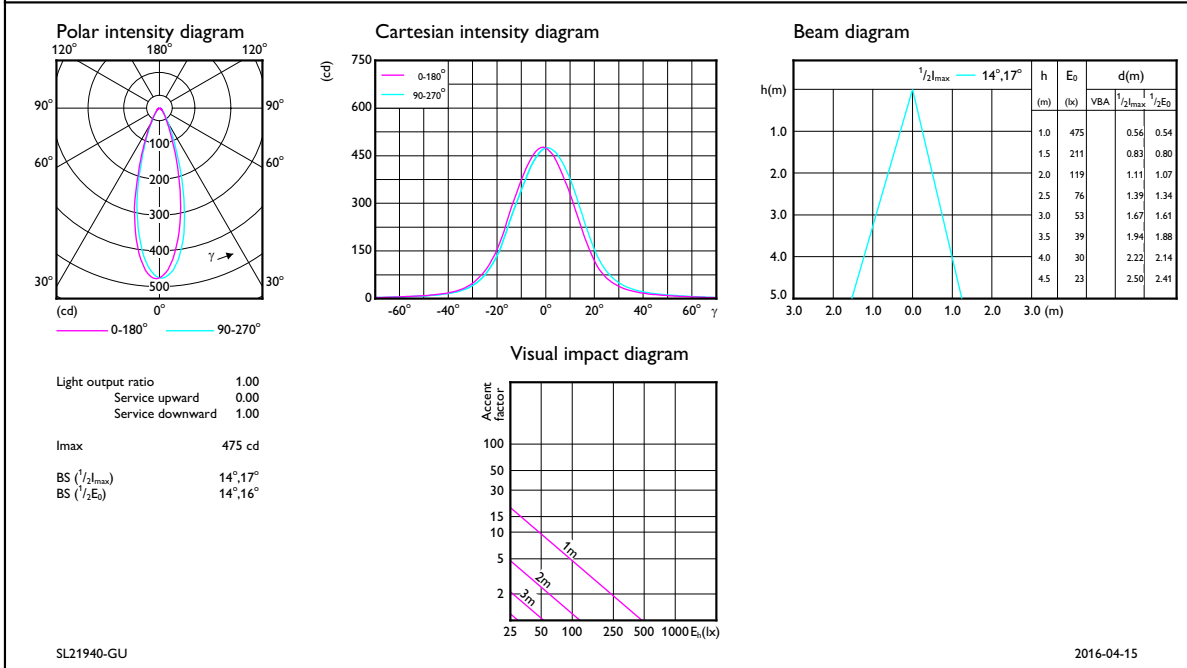 Polar intensity diagram
120° 180° 120°
90° 90°
60° 60°
30° 30°
100
200
300
400
500
γ
(cd) 0°
0-180° 90-270°
Light output ratio 1.00
Service upward 0.00
Service downward 1.00
Imax 475 cd
BS (1/2Imax) 14°,17°
BS (1/2E0) 14°,16°
Cartesian intensity diagram
(cd)
750
600
450
300
150
0
0-180°
90-270°
-60° -40° -20° 0° 20° 40° 60° γ
Beam diagram
1/2Imax 14°,17°
h(m)
1.0
2.0
3.0
4.0
5.0
3.0 2.0 1.0 0.0 1.0 2.0 3.0 (m)
h E0 d(m)
(m) (lx) VBA 1/2Imax 1/2E0
1.0 475 0.56 0.54
1.5 211 0.83 0.80
2.0 119 1.11 1.07
2.5 76 1.39 1.34
3.0 53 1.67 1.61
3.5 39 1.94 1.88
4.0 30 2.22 2.14
4.5 23 2.50 2.41
Visual impact diagram
Accent
factor
100
50
30
15
10
5
2
1m
2m
3m
25 50 100 250 500 1000 Eh(lx)
SL21940-GU 2016-04-15